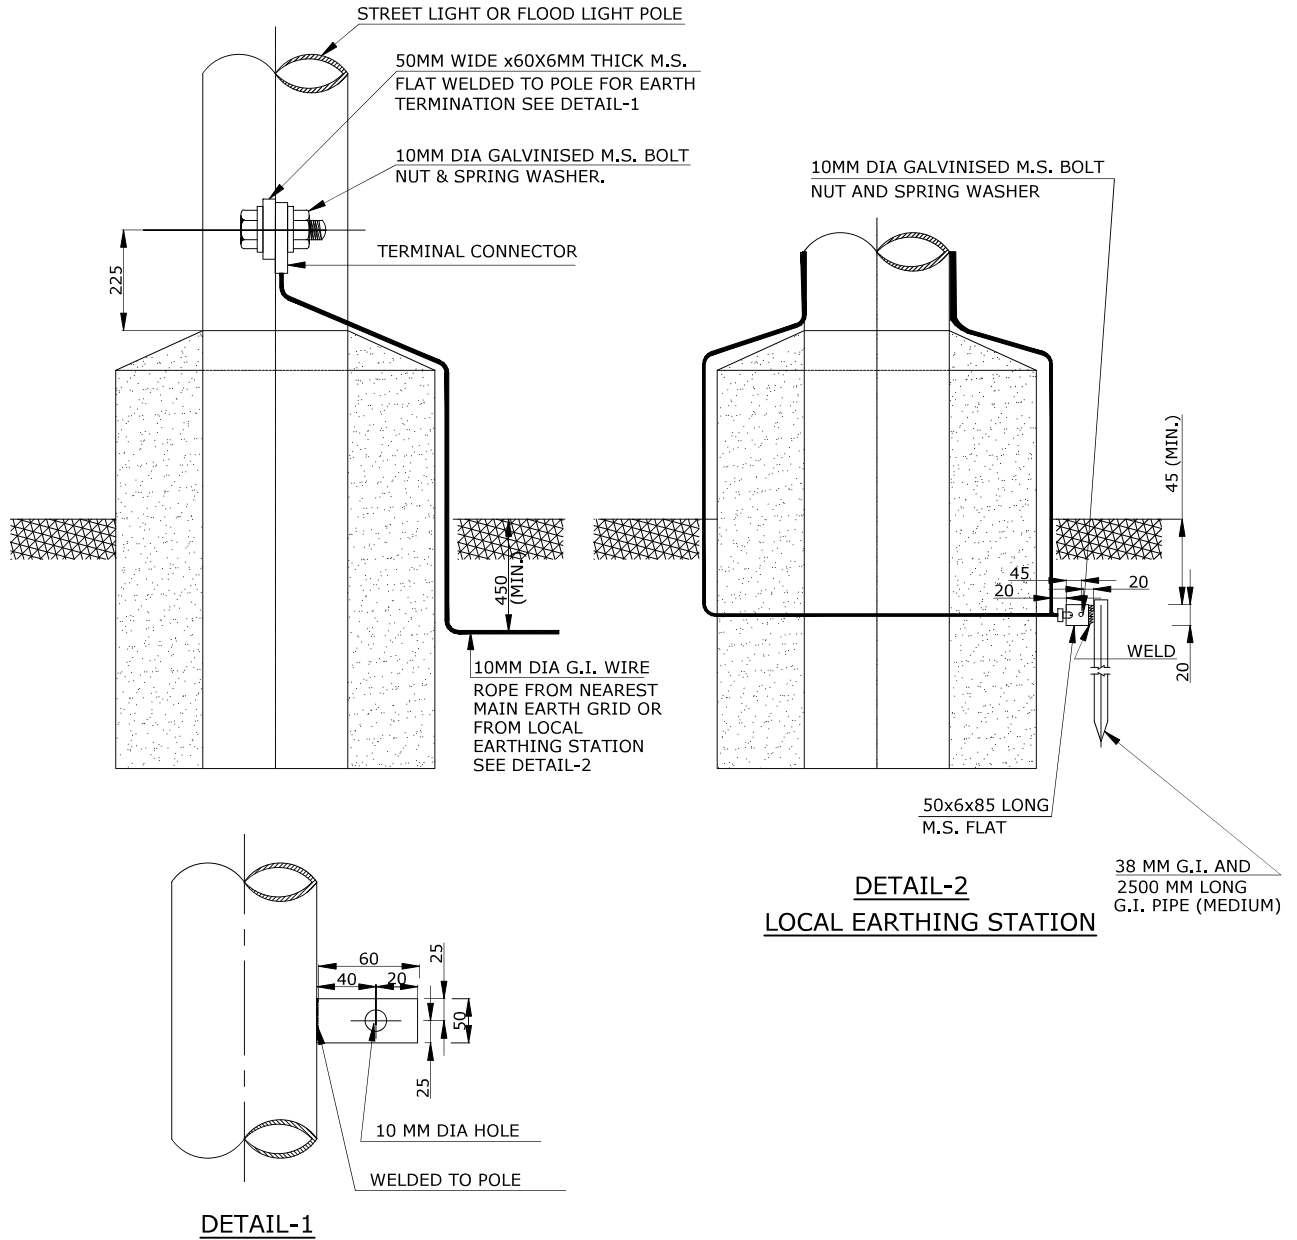 STREET LIGHT OR FLOOD LIGHT POLE
50MM WIDE x60X6MM THICK M.S.
FLAT WELDED TO POLE FOR EARTH
TERMINATION SEE DETAIL-1
10MM DIA GALVINISED M.S. BOLT
NUT & SPRING WASHER.
TERMINAL CONNECTOR
225
450
(MIN.)
10MM DIA G.I. WIRE
ROPE FROM NEAREST
MAIN EARTH GRID OR
FROM LOCAL
EARTHING STATION
SEE DETAIL-2
10MM DIA GALVINISED M.S. BOLT
NUT AND SPRING WASHER
45 (MIN.)
45
20
20
20
WELD
50x6x85 LONG
M.S. FLAT
38 MM G.I. AND
2500 MM LONG
G.I. PIPE (MEDIUM)
DETAIL-2
LOCAL EARTHING STATION
60
40
20
25
50
25
10 MM DIA HOLE
WELDED TO POLE
DETAIL-1